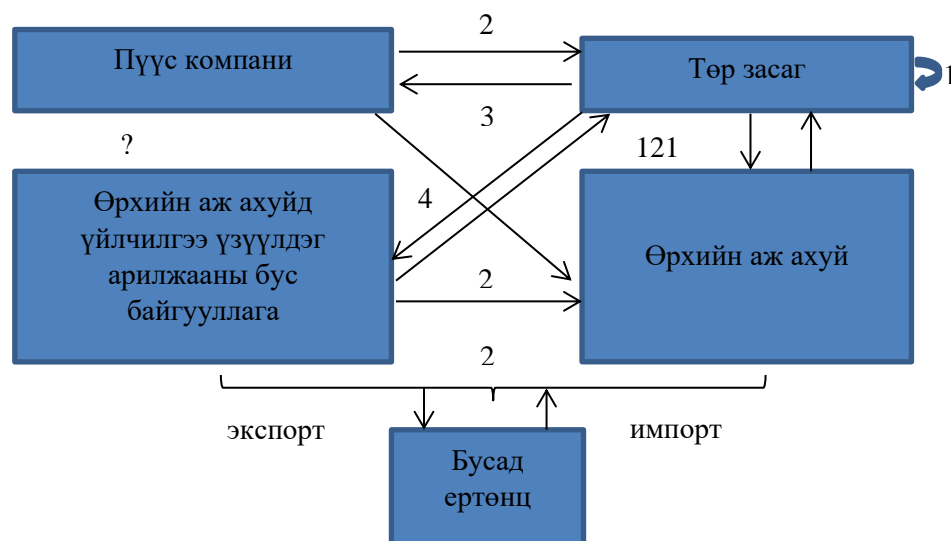 2
Пүүс компани
Төр засаг
1
3
?
121
Өрхийн аж ахуйд
үйлчилгээ үзүүлдэг
арилжааны бус
байгууллага
4
Өрхийн аж ахуй
2
2
экспорт
импорт
Бусад
ертөнц